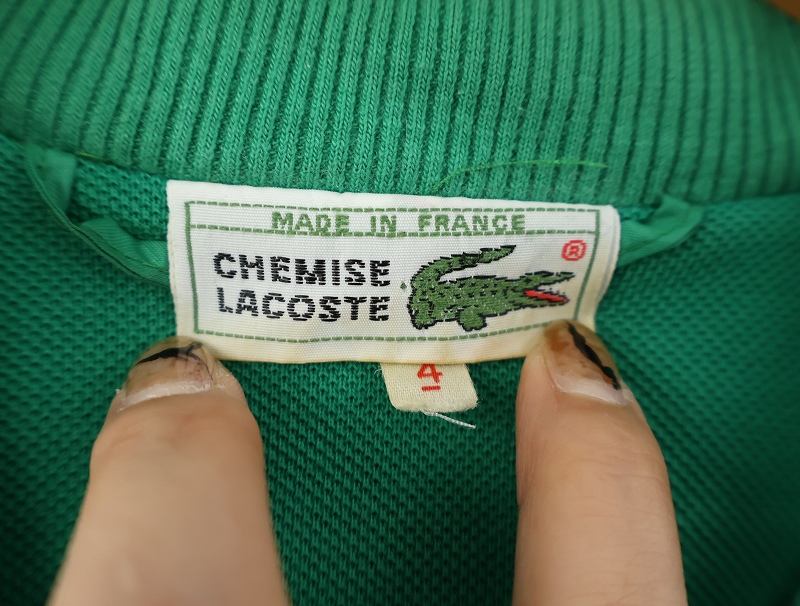 MADE IN FRANCE
CHEMISE
LACOSTE
®
4